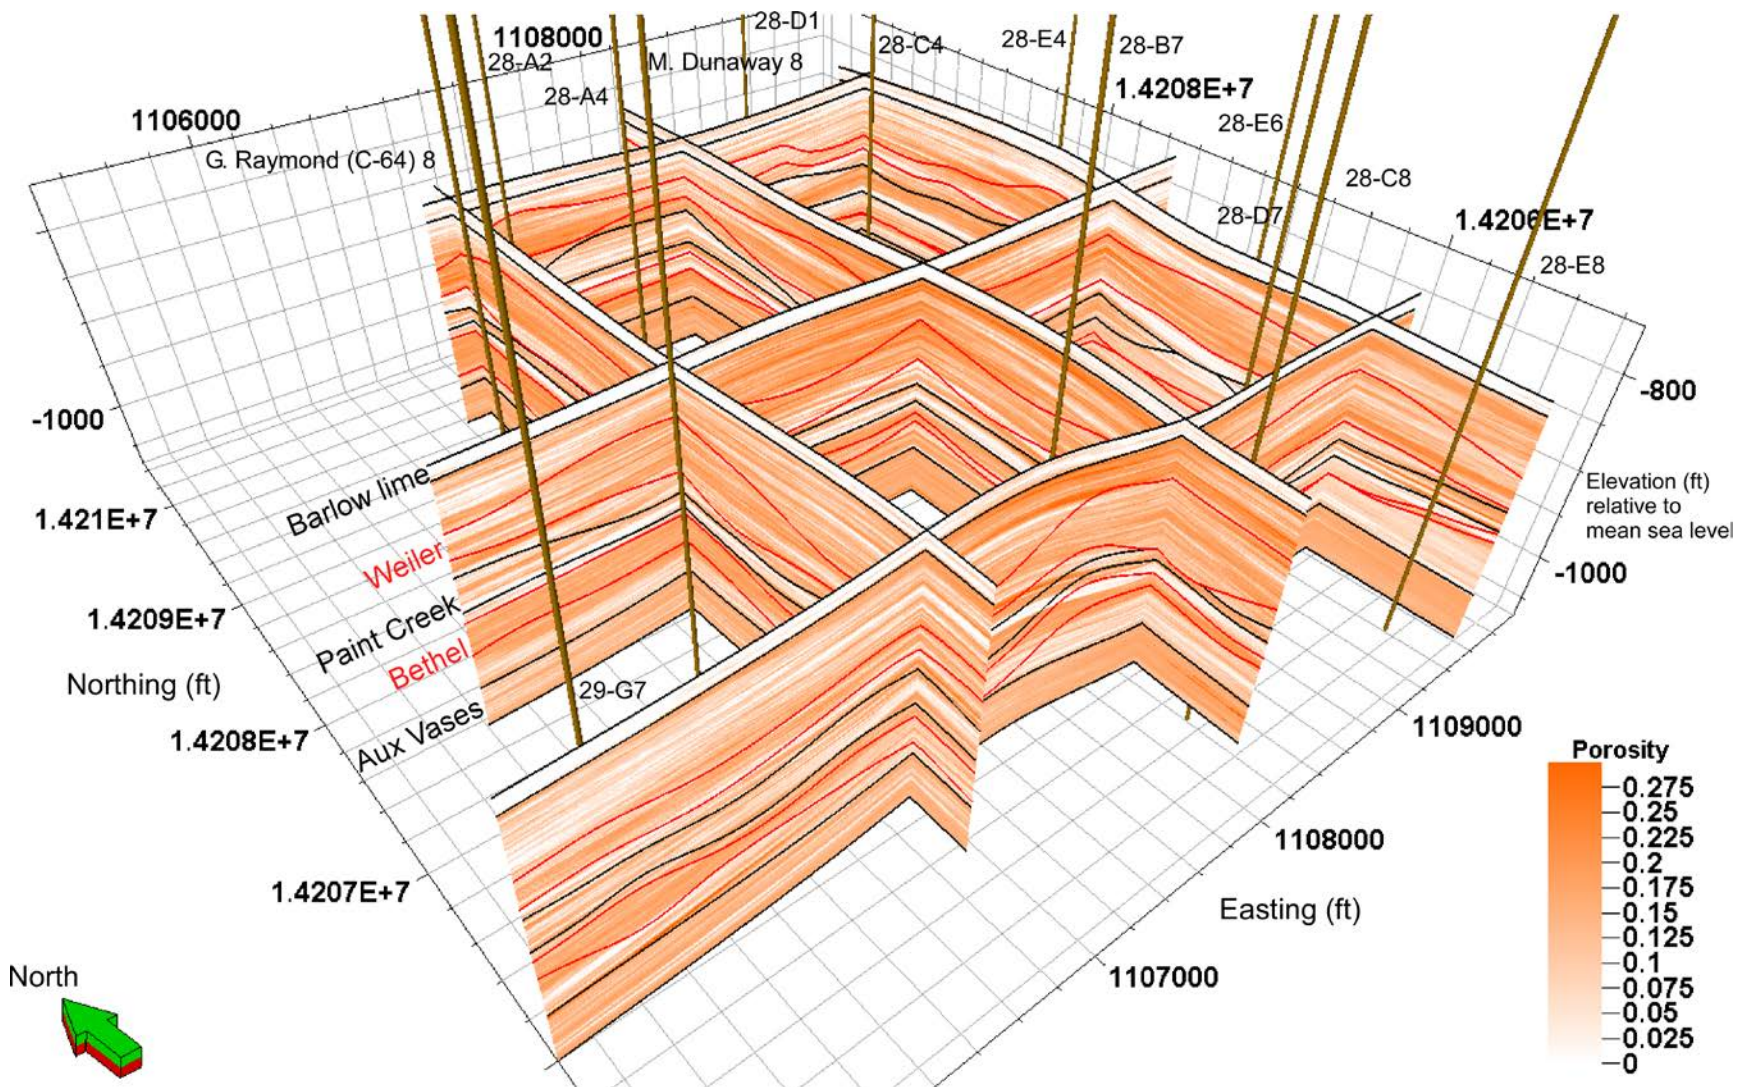 28-D1
1108000
28-C4
28-E4
28-B7
28-A2
M. Dunaway 8
1.4208E+7
28-A4
1106000
28-E6
G. Raymond (C-64) 8
28-C8
28-D7
1.4206E+7
28-E8
-1000
-800
Barlow lime
Elevation (ft)
relative to
mean sea level
1.421E+7
Weiler
-1000
1.4209E+7
Paint Creek
Bethel
Northing (ft)
29-G7
Aux Vases
1.4208E+7
1109000
Porosity
0.275
0.25
0.225
0.2
0.175
0.15
0.125
0.1
0.075
0.05
0.025
0
1108000
1.4207E+7
Easting (ft)
1107000
North